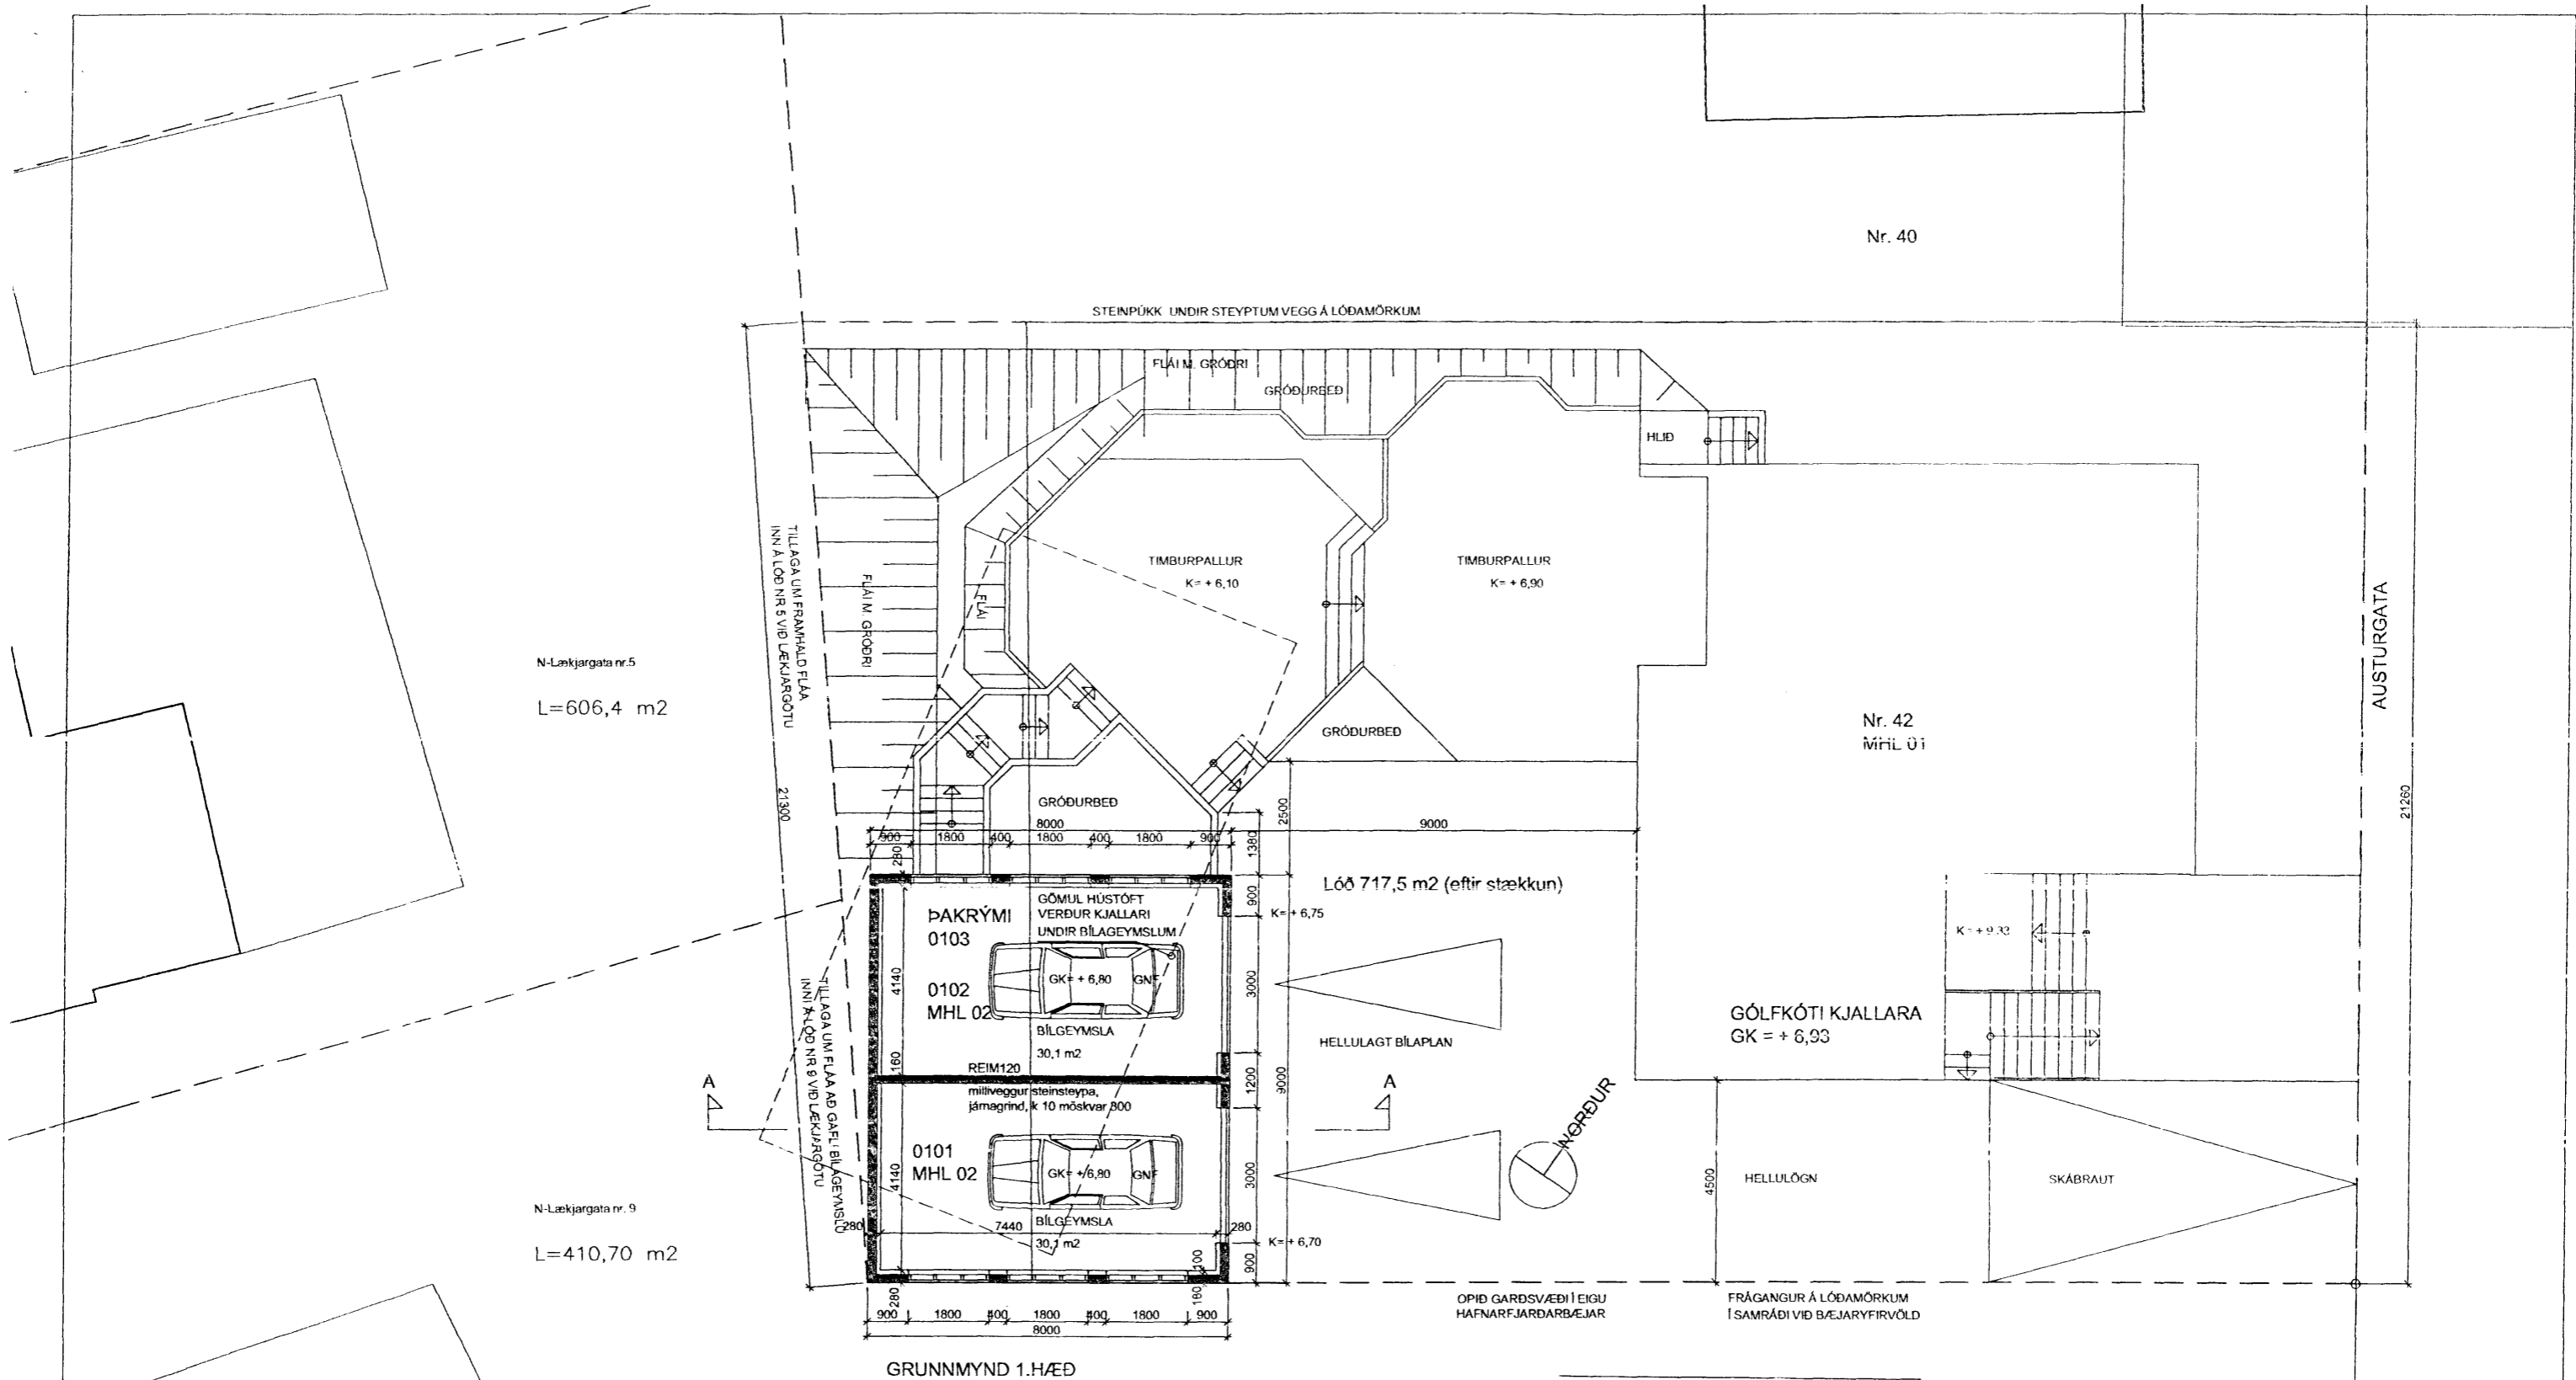 Nr. 40
STEINPÚKK UNDIR STEYPTUM VEGG Á LÓÐAMÖRKUM
FLÁI M. GRÓÐRI
GRÓÐURBEÐ
HLIÐ
TILLAGA UM FRAMHALD FLÁA
INN Á LÓÐ NR 5 VIÐ LÆKJARGÖTU
FLÁI M. GRÓÐRI
FLÁI
TIMBURPALLUR
K= + 6,10
TIMBURPALLUR
K= + 6,90
AUSTURGATA
N-Lækjargata nr.5
L=606,4 m2
Nr. 42
MHL 01
GRÓÐURBEÐ
21300
21260
GRÓÐURBEÐ
8000
900 1800 400 1800 400 1800 900
280
1380
2500
9000
Lóð 717,5 m2 (eftir stækkun)
ÞAKRÝMI
0103
GÖMUL HÚSTÓFT
VERÐUR KJALLARI
UNDIR BÍLAGEYMSLUM
900
K= + 6,75
K= + 9,93
4140
0102
MHL 02
GK= + 6,80
GNF
3000
BÍLGEYMSLA
30,1 m2
HELLULAGT BÍLAPLAN
GÓLFKÓTI KJALLARA
GK = + 6,93
160
REIM120
milliveggur steinsteypa,
járnagrind, k 10 möskvar 300
1200
9000
A
A
NORÐUR
TILLAGA UM FLÁA AÐ GAFLI BÍLAGEYMSLU
INN Á LÓÐ NR 9 VIÐ LÆKJARGÖTU
0101
MHL 02
GK= + 6,80
GNF
4140
3000
4500
HELLULÖGN
SKÁBRAUT
N-Lækjargata nr. 9
L=410,70 m2
280
7440
280
BÍLGEYMSLA
30,1 m2
K= + 6,70
100
900
280
180
900 1800 400 1800 400 1800 900
8000
OPIÐ GARÐSVÆÐI Í EIGU
HAFNARFJARÐARBÆJAR
FRÁGANGUR Á LÓÐAMÖRKUM
Í SAMRÁÐI VIÐ BÆJARYFIRVÖLD
GRUNNMYND 1.HÆÐ